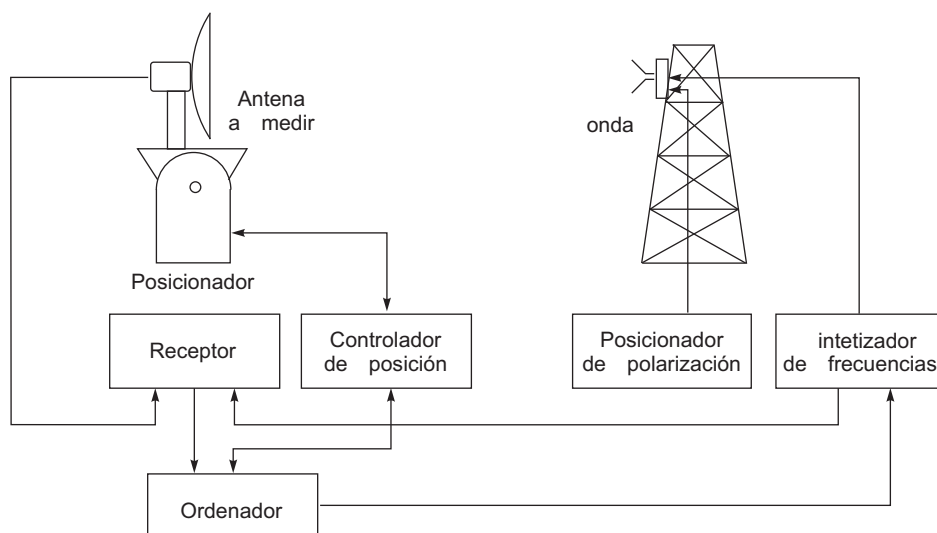 Antena
a medir
onda
Posicionador
Receptor
Controlador
de posición
Posicionador
de polarización
intetizador
de frecuencias
Ordenador